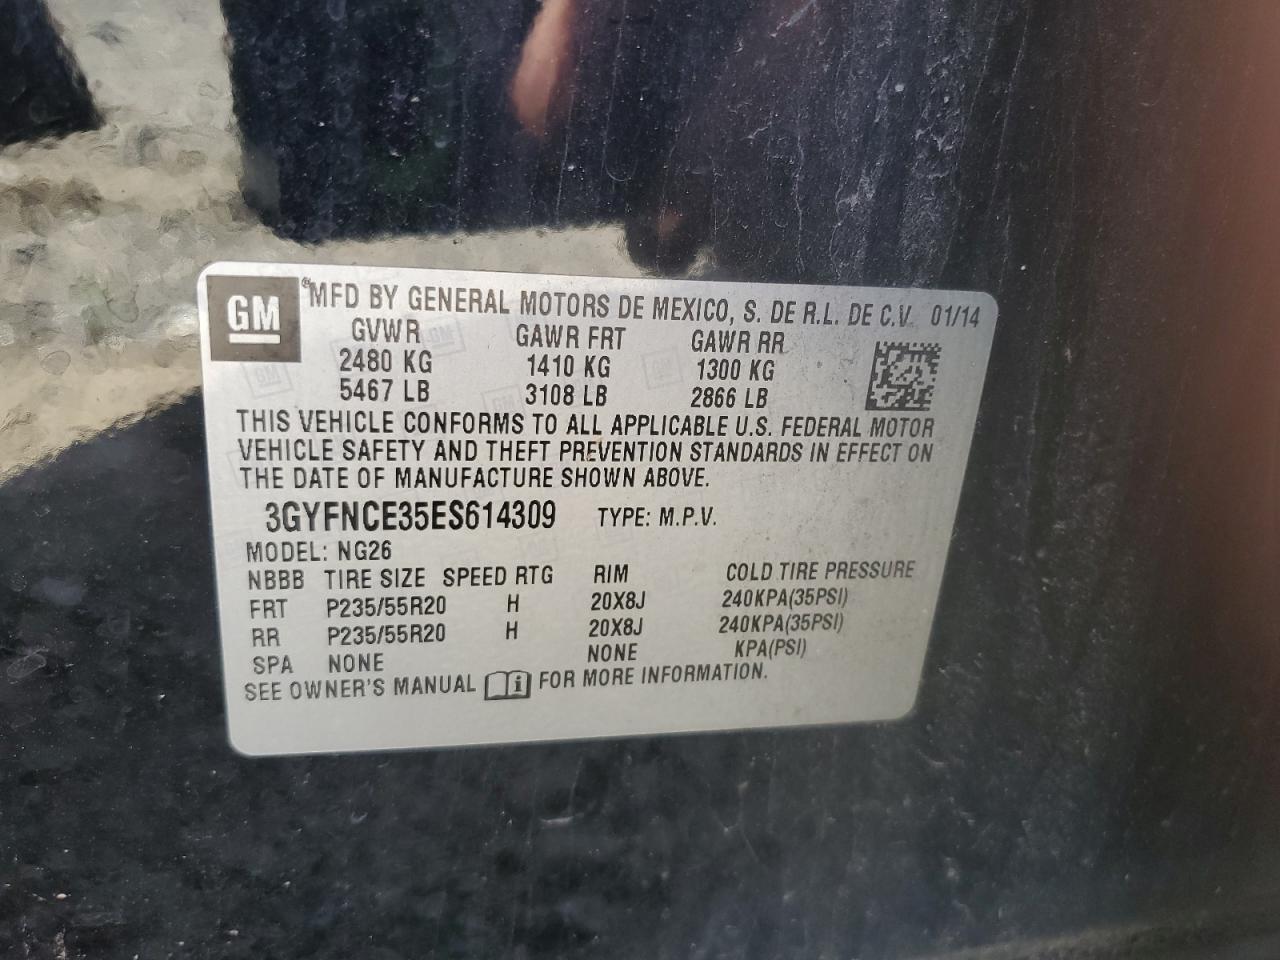 GM
®MFD BY GENERAL MOTORS DE MEXICO, S. DE R.L. DE C.V. 01/14
GVWR GAWR FRT GAWR RR
2480 KG 1410 KG 1300 KG
5467 LB 3108 LB 2866 LB
THIS VEHICLE CONFORMS TO ALL APPLICABLE U.S. FEDERAL MOTOR
VEHICLE SAFETY AND THEFT PREVENTION STANDARDS IN EFFECT ON
THE DATE OF MANUFACTURE SHOWN ABOVE.
3GYFNCE35ES614309 TYPE: M.P.V.
MODEL: NG26
NBBB TIRE SIZE SPEED RTG RIM COLD TIRE PRESSURE
FRT P235/55R20 H 20X8J 240KPA(35PSI)
RR P235/55R20 H 20X8J 240KPA(35PSI)
SPA NONE NONE KPA(PSI)
SEE OWNER'S MANUAL i FOR MORE INFORMATION.